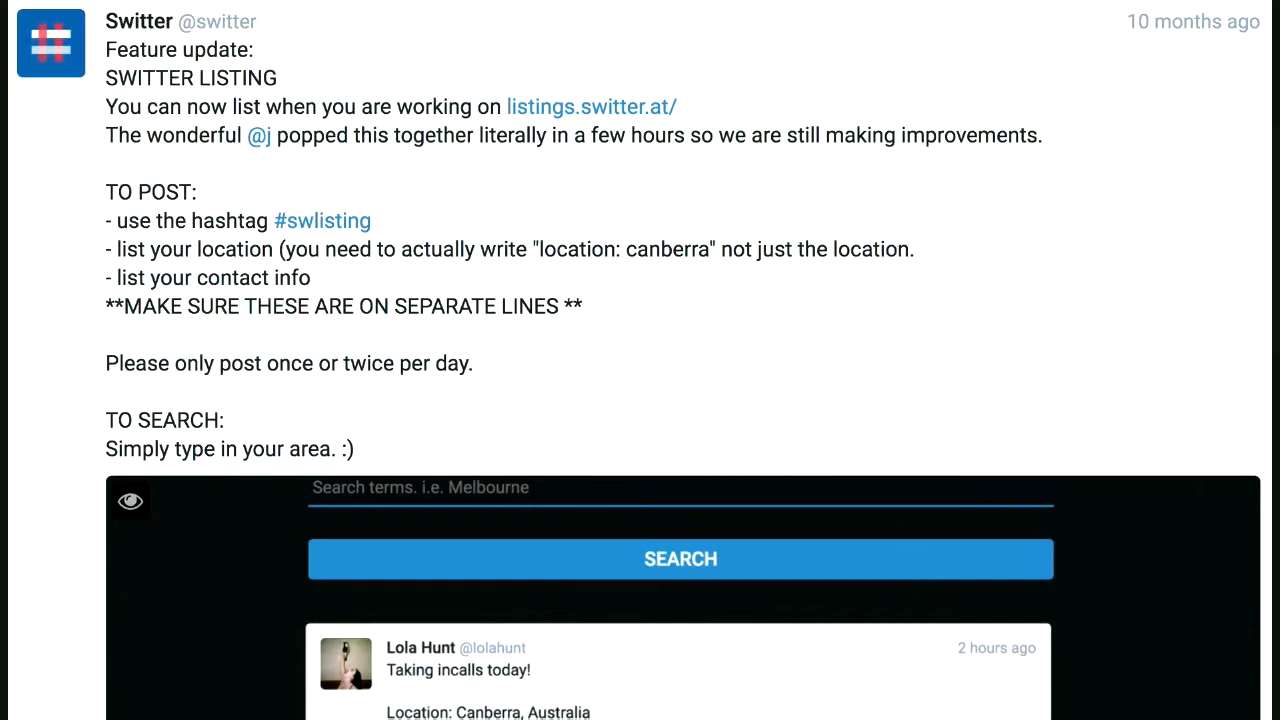 Switter @switter 10 months ago
Feature update:
SWITTER LISTING
You can now list when you are working on listings.switter.at/
The wonderful @j popped this together literally in a few hours so we are still making improvements.
TO POST:
- use the hashtag #swlisting
- list your location (you need to actually write "location: canberra" not just the location.
- list your contact info
**MAKE SURE THESE ARE ON SEPARATE LINES **
Please only post once or twice per day.
TO SEARCH:
Simply type in your area. :)
Search terms. i.e. Melbourne
SEARCH
Lola Hunt @lolahunt 2 hours ago
Taking incalls today!
Location: Canberra, Australia